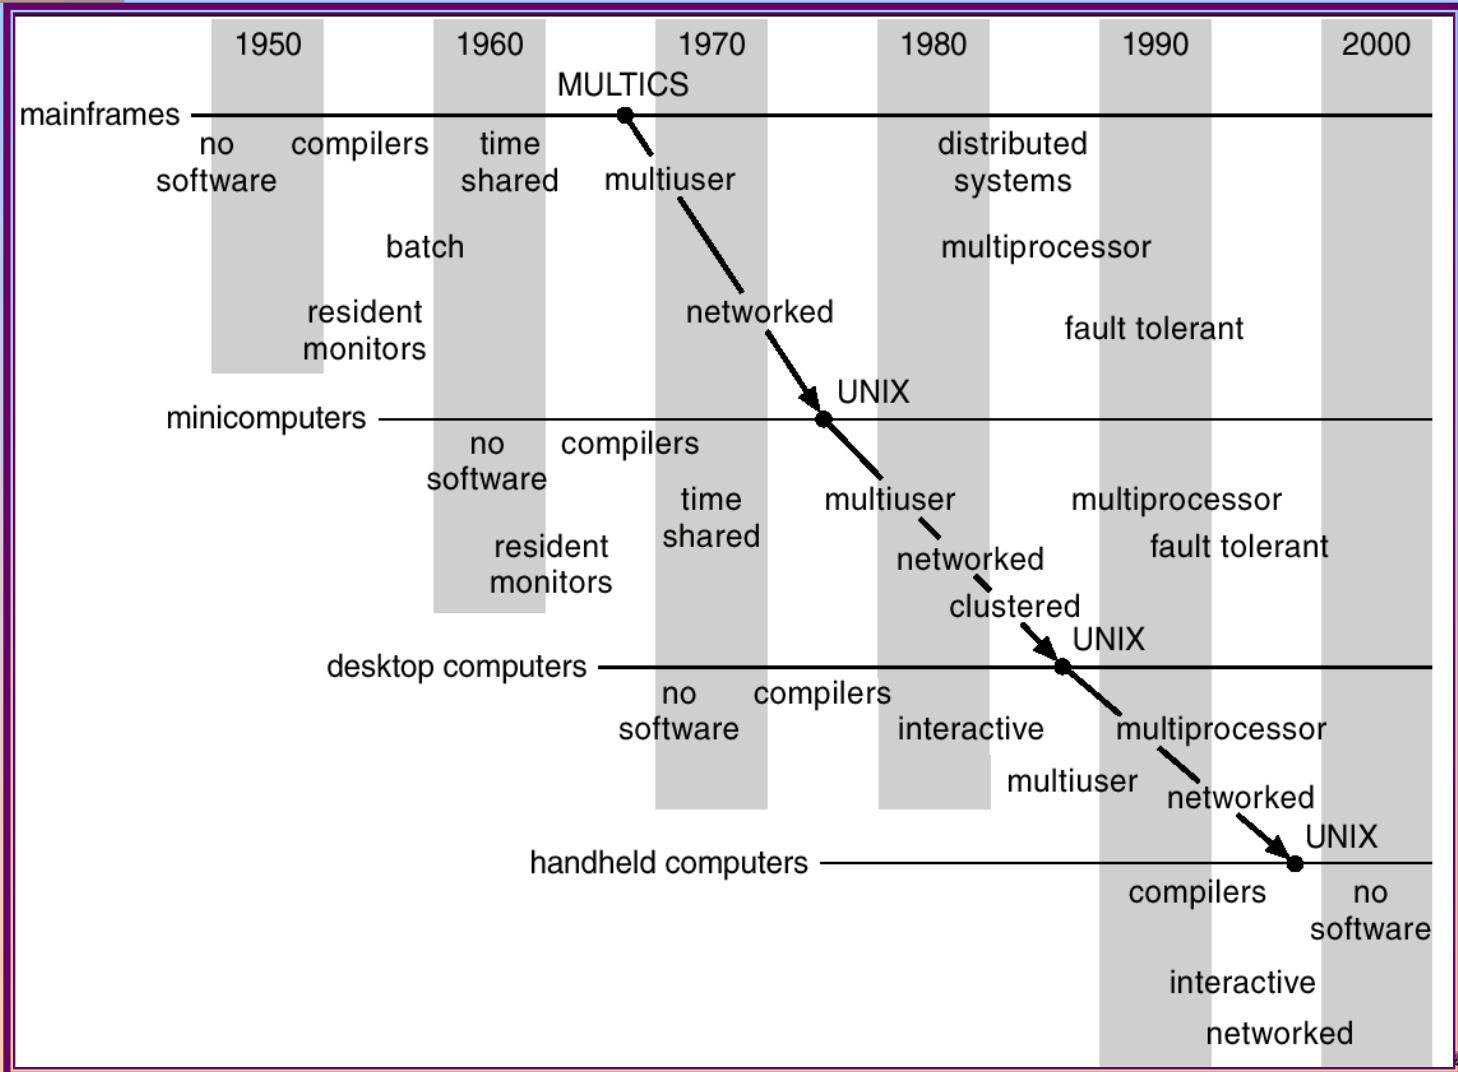 1950 1960 1970 1980 1990 2000
MULTICS
mainframes
no compilers time distributed
software shared multiuser systems
batch multiprocessor
resident networked fault tolerant
monitors
UNIX
minicomputers
no compilers
software
time multiuser multiprocessor
shared
resident networked fault tolerant
monitors
clustered
UNIX
desktop computers
no compilers
software interactive multiprocessor
multiuser networked
UNIX
handheld computers
compilers no
software
interactive
networked